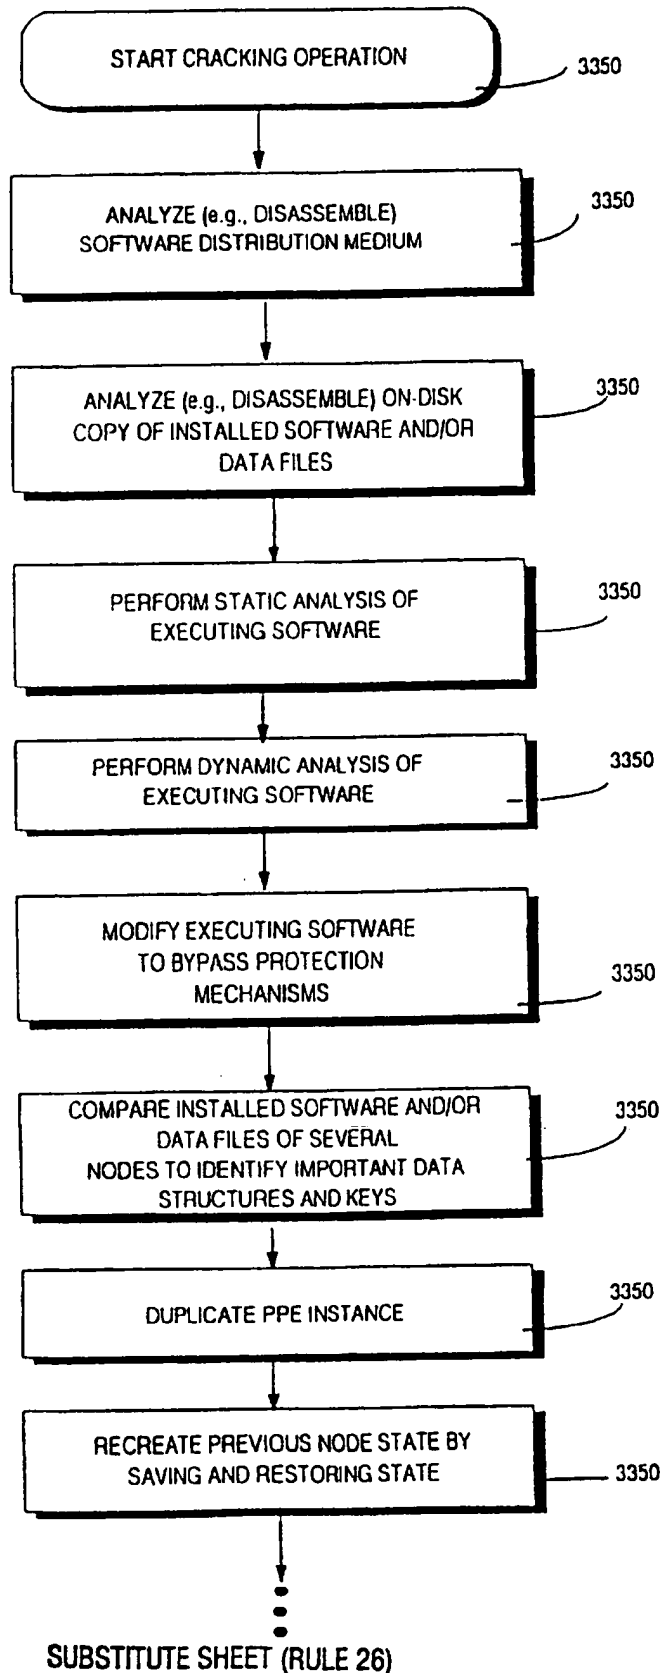 START CRACKING OPERATION
3350
ANALYZE (e.g., DISASSEMBLE)
SOFTWARE DISTRIBUTION MEDIUM
3350
ANALYZE (e.g., DISASSEMBLE) ON-DISK
COPY OF INSTALLED SOFTWARE AND/OR
DATA FILES
3350
PERFORM STATIC ANALYSIS OF
EXECUTING SOFTWARE
3350
PERFORM DYNAMIC ANALYSIS OF
EXECUTING SOFTWARE
3350
MODIFY EXECUTING SOFTWARE
TO BYPASS PROTECTION
MECHANISMS
3350
COMPARE INSTALLED SOFTWARE AND/OR
DATA FILES OF SEVERAL
NODES TO IDENTIFY IMPORTANT DATA
STRUCTURES AND KEYS
3350
DUPLICATE PPE INSTANCE
3350
RECREATE PREVIOUS NODE STATE BY
SAVING AND RESTORING STATE
3350
SUBSTITUTE SHEET (RULE 26)